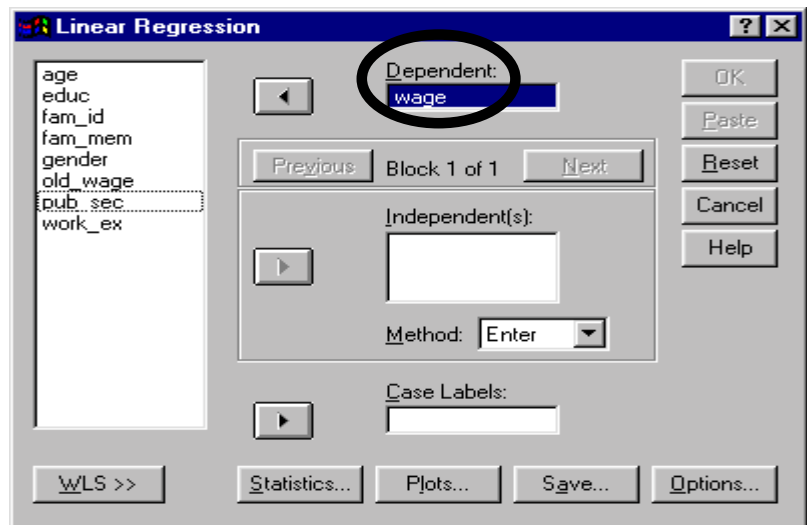 Linear Regression
? X
age
educ
fam_id
fam_mem
gender
old_wage
pub_sec
work_ex
Dependent:
wage
Previous
Block 1 of 1
Next
Independent(s):
Method:
Enter
Case Labels:
OK
Paste
Reset
Cancel
Help
WLS >>
Statistics...
Plots...
Save...
Options...